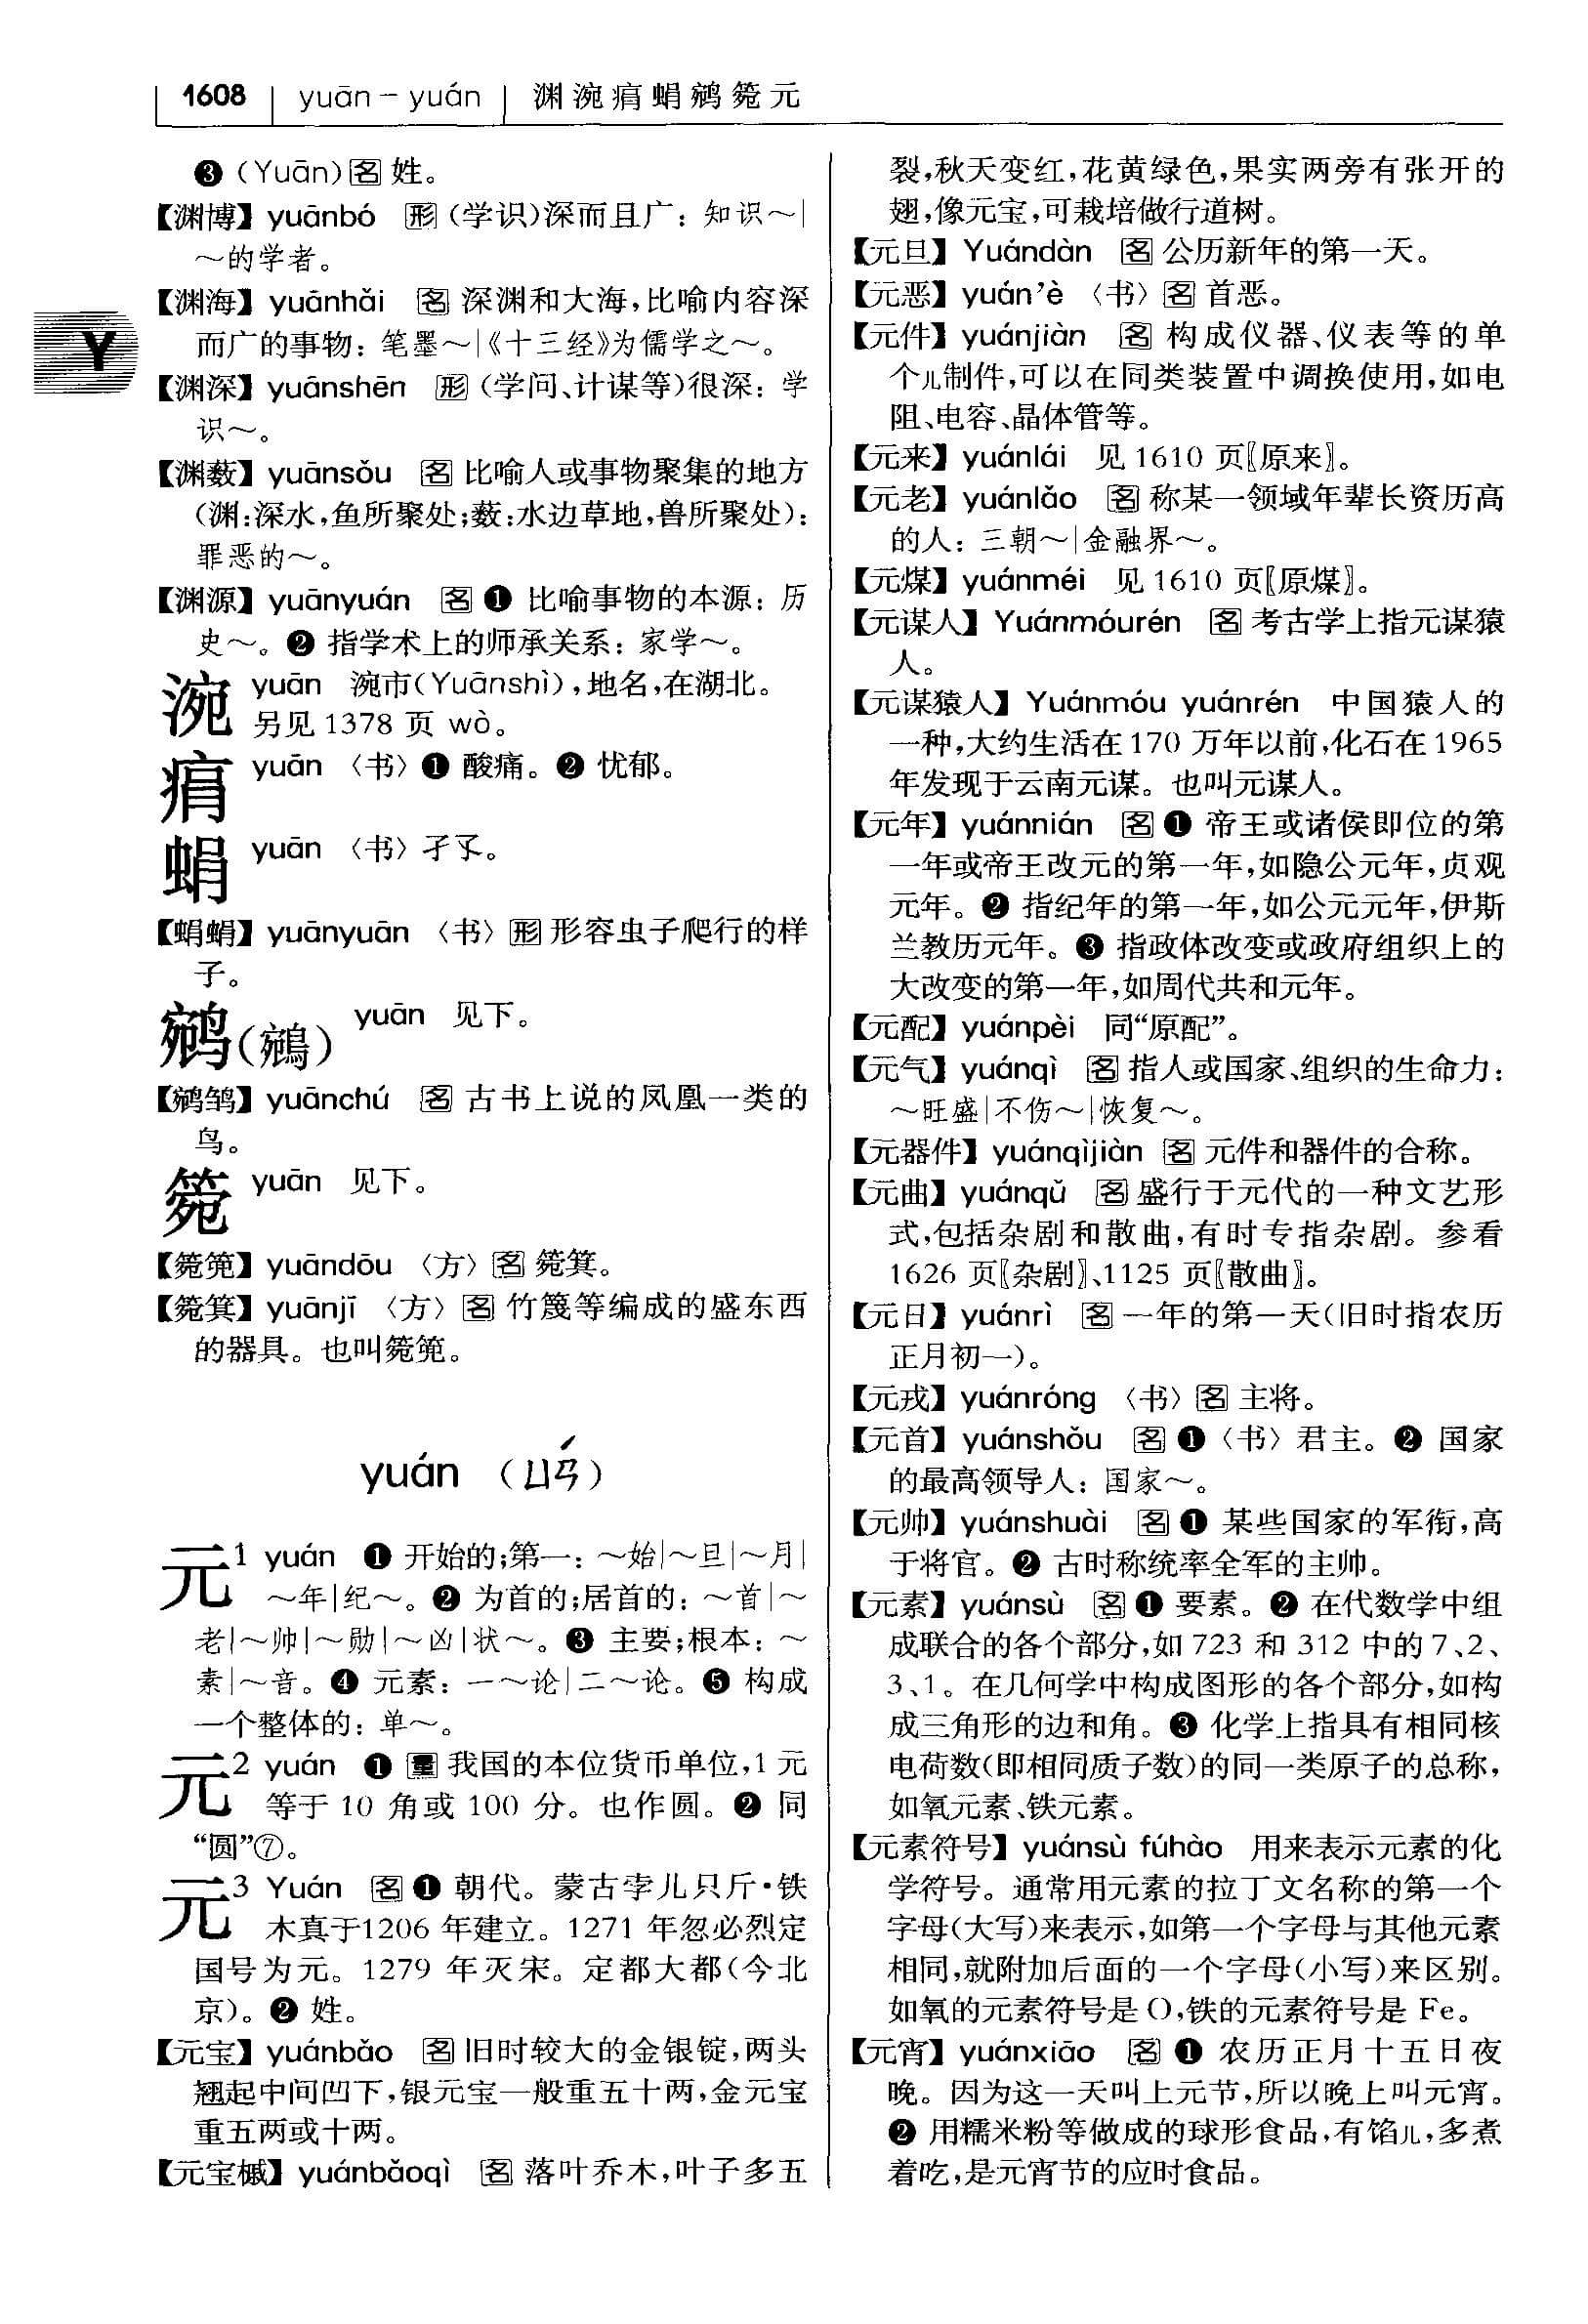 1608 yuān－yuán 渊涴痟蜎鹓箢元
❸（Yuān）名 姓。
【渊博】yuānbó 形（学识）深而且广：知识～｜
～的学者。
【渊海】yuānhǎi 名 深渊和大海，比喻内容深
而广的事物：笔墨～｜《十三经》为儒学之～。
【渊深】yuānshēn 形（学问、计谋等）很深：学
识～。
【渊薮】yuānsǒu 名 比喻人或事物聚集的地方
（渊：深水，鱼所聚处；薮：水边草地，兽所聚处）：
罪恶的～。
【渊源】yuānyuán 名 ❶ 比喻事物的本源：历
史～。❷ 指学术上的师承关系：家学～。
涴 yuān 涴市（Yuānshì），地名，在湖北。
另见 1378 页 wò。
痟 yuān〈书〉❶ 酸痛。❷ 忧郁。
蜎 yuān〈书〉孑孓。
【蜎蜎】yuānyuān〈书〉形 形容虫子爬行的样
子。
鹓（鵷） yuān 见下。
【鹓鶵】yuānchú 名 古书上说的凤凰一类的
鸟。
箢 yuān 见下。
【箢篼】yuāndōu〈方〉名 箢箕。
【箢箕】yuānjī〈方〉名 竹篾等编成的盛东西
的器具。也叫箢篼。
yuán （ㄩㄢˊ）
元1 yuán ❶ 开始的；第一：～始｜～旦｜～月｜
～年｜纪～。❷ 为首的；居首的：～首｜～
老｜～帅｜～勋｜～凶｜状～。❸ 主要；根本：～
素｜～音。❹ 元素：一～论｜二～论。❺ 构成
一个整体的：单～。
元2 yuán ❶ 量 我国的本位货币单位，1 元
等于 10 角或 100 分。也作圆。❷ 同
“圆”⑦。
元3 Yuán 名 ❶ 朝代。蒙古孛儿只斤·铁
木真于1206 年建立。1271 年忽必烈定
国号为元。1279 年灭宋。定都大都（今北
京）。❷ 姓。
【元宝】yuánbǎo 名 旧时较大的金银锭，两头
翘起中间凹下，银元宝一般重五十两，金元宝
重五两或十两。
【元宝槭】yuánbǎoqì 名 落叶乔木，叶子多五
裂，秋天变红，花黄绿色，果实两旁有张开的
翅，像元宝，可栽培做行道树。
【元旦】Yuándàn 名 公历新年的第一天。
【元恶】yuán’è〈书〉名 首恶。
【元件】yuánjiàn 名 构成仪器、仪表等的单
个儿制件，可以在同类装置中调换使用，如电
阻、电容、晶体管等。
【元来】yuánlái 见 1610 页〖原来〗。
【元老】yuánlǎo 名 称某一领域年辈长资历高
的人：三朝～｜金融界～。
【元煤】yuánméi 见 1610 页〖原煤〗。
【元谋人】Yuánmóurén 名 考古学上指元谋猿
人。
【元谋猿人】Yuánmóu yuánrén 中国猿人的
一种，大约生活在 170 万年以前，化石在 1965
年发现于云南元谋。也叫元谋人。
【元年】yuánnián 名 ❶ 帝王或诸侯即位的第
一年或帝王改元的第一年，如隐公元年，贞观
元年。❷ 指纪年的第一年，如公元元年，伊斯
兰教历元年。❸ 指政体改变或政府组织上的
大改变的第一年，如周代共和元年。
【元配】yuánpèi 同“原配”。
【元气】yuánqì 名 指人或国家、组织的生命力：
～旺盛｜不伤～｜恢复～。
【元器件】yuánqìjiàn 名 元件和器件的合称。
【元曲】yuánqǔ 名 盛行于元代的一种文艺形
式，包括杂剧和散曲，有时专指杂剧。参看
1626 页〖杂剧〗、1125 页〖散曲〗。
【元日】yuánrì 名 一年的第一天（旧时指农历
正月初一）。
【元戎】yuánróng〈书〉名 主将。
【元首】yuánshǒu 名 ❶〈书〉君主。❷ 国家
的最高领导人：国家～。
【元帅】yuánshuài 名 ❶ 某些国家的军衔，高
于将官。❷ 古时称统率全军的主帅。
【元素】yuánsù 名 ❶ 要素。❷ 在代数学中组
成联合的各个部分，如 723 和 312 中的 7、2、
3、1。在几何学中构成图形的各个部分，如构
成三角形的边和角。❸ 化学上指具有相同核
电荷数（即相同质子数）的同一类原子的总称，
如氧元素、铁元素。
【元素符号】yuánsù fúhào 用来表示元素的化
学符号。通常用元素的拉丁文名称的第一个
字母（大写）来表示，如第一个字母与其他元素
相同，就附加后面的一个字母（小写）来区别。
如氧的元素符号是 O，铁的元素符号是 Fe。
【元宵】yuánxiāo 名 ❶ 农历正月十五日夜
晚。因为这一天叫上元节，所以晚上叫元宵。
❷ 用糯米粉等做成的球形食品，有馅儿，多煮
着吃，是元宵节的应时食品。
Y